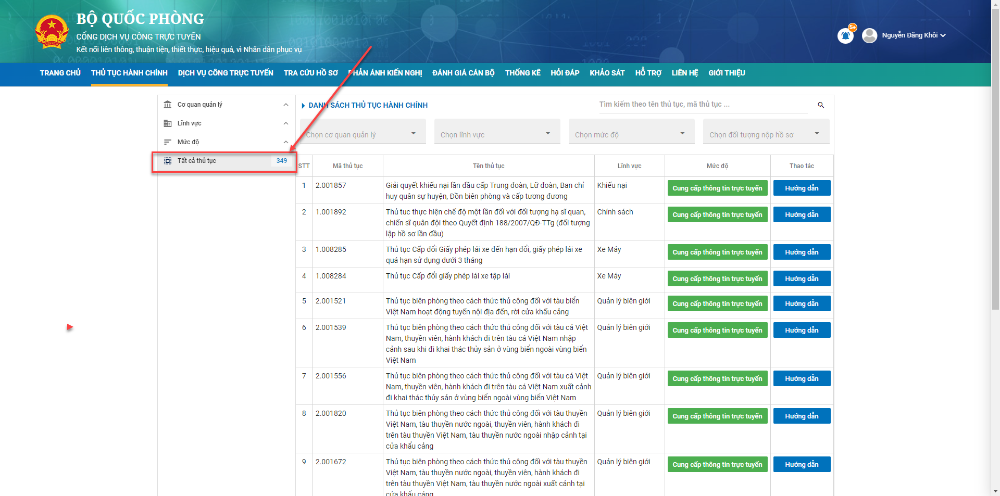 BỘ QUỐC PHÒNG
CỔNG DỊCH VỤ CÔNG TRỰC TUYẾN
Kết nối liên thông, thuận tiện, thiết thực, hiệu quả, vì Nhân dân phục vụ
5+
Nguyễn Đăng Khôi
TRANG CHỦ THỦ TỤC HÀNH CHÍNH DỊCH VỤ CÔNG TRỰC TUYẾN TRA CỨU HỒ SƠ PHẢN ÁNH KIẾN NGHỊ ĐÁNH GIÁ CÁN BỘ THỐNG KÊ HỎI ĐÁP KHẢO SÁT HỖ TRỢ LIÊN HỆ GIỚI THIỆU
Cơ quan quản lý
Lĩnh vực
Mức độ
Tất cả thủ tục 349
DANH SÁCH THỦ TỤC HÀNH CHÍNH
Tìm kiếm theo tên thủ tục, mã thủ tục ...
Chọn cơ quan quản lý Chọn lĩnh vực Chọn mức độ Chọn đối tượng nộp hồ sơ
STT Mã thủ tục Tên thủ tục Lĩnh vực Mức độ Thao tác
1 2.001857 Giải quyết khiếu nại lần đầu cấp Trung đoàn, Lữ đoàn, Ban chỉ Khiếu nại Cung cấp thông tin trực tuyến Hướng dẫn
huy quân sự huyện, Đồn biên phòng và cấp tương đương
2 1.001892 Thủ tuc thực hiện chế độ một lần đối với đối tượng hạ sĩ quan, Chính sách Cung cấp thông tin trực tuyến Hướng dẫn
chiến sĩ quân đội theo Quyết định 188/2007/QĐ-TTg (đối tượng
lập hồ sơ lần đầu)
3 1.008285 Thủ tục Cấp đổi Giấy phép lái xe đến hạn đổi, giấy phép lái xe Xe Máy Cung cấp thông tin trực tuyến Hướng dẫn
quá hạn sử dụng dưới 3 tháng
4 1.008284 Thủ tục Cấp đổi giấy phép lái xe tập lái Xe Máy Cung cấp thông tin trực tuyến Hướng dẫn
5 2.001521 Thủ tục biên phòng theo cách thức thủ công đối với tàu biển Quản lý biên giới Cung cấp thông tin trực tuyến Hướng dẫn
Việt Nam hoạt động tuyến nội địa đến, rời cửa khẩu cảng
6 2.001539 Thủ tục biên phòng theo cách thức thủ công đối với tàu cá Việt Quản lý biên giới Cung cấp thông tin trực tuyến Hướng dẫn
Nam, thuyền viên, hành khách đi trên tàu cá Việt Nam nhập
cảnh sau khi đi khai thác thủy sản ở vùng biển ngoài vùng biển
Việt Nam
7 2.001556 Thủ tục biên phòng theo cách thức thủ công đối với tàu cá Việt Quản lý biên giới Cung cấp thông tin trực tuyến Hướng dẫn
Nam, thuyền viên, hành khách đi trên tàu cá Việt Nam xuất cảnh
đi khai thác thủy sản ở vùng biển ngoài vùng biển Việt Nam
8 2.001820 Thủ tục biên phòng theo cách thức thủ công đối với tàu thuyền Quản lý biên giới Cung cấp thông tin trực tuyến Hướng dẫn
Việt Nam, tàu thuyền nước ngoài, thuyền viên, hành khách đi
trên tàu thuyền Việt Nam, tàu thuyền nước ngoài nhập cảnh tại
cửa khẩu cảng
9 2.001672 Thủ tục biên phòng theo cách thức thủ công đối với tàu thuyền Quản lý biên giới Cung cấp thông tin trực tuyến Hướng dẫn
Việt Nam, tàu thuyền nước ngoài, thuyền viên, hành khách đi
trên tàu thuyền Việt Nam, tàu thuyền nước ngoài xuất cảnh tại
cửa khẩu cảng